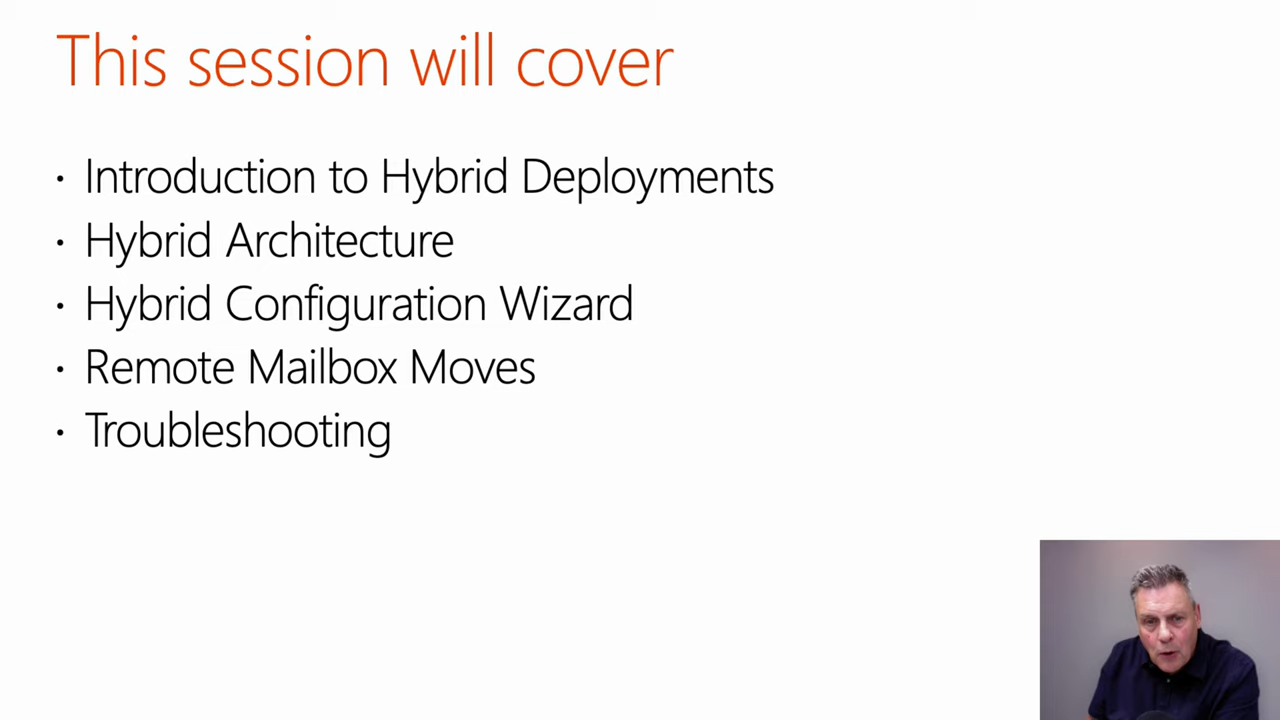 This session will cover
· Introduction to Hybrid Deployments
· Hybrid Architecture
· Hybrid Configuration Wizard
· Remote Mailbox Moves
· Troubleshooting